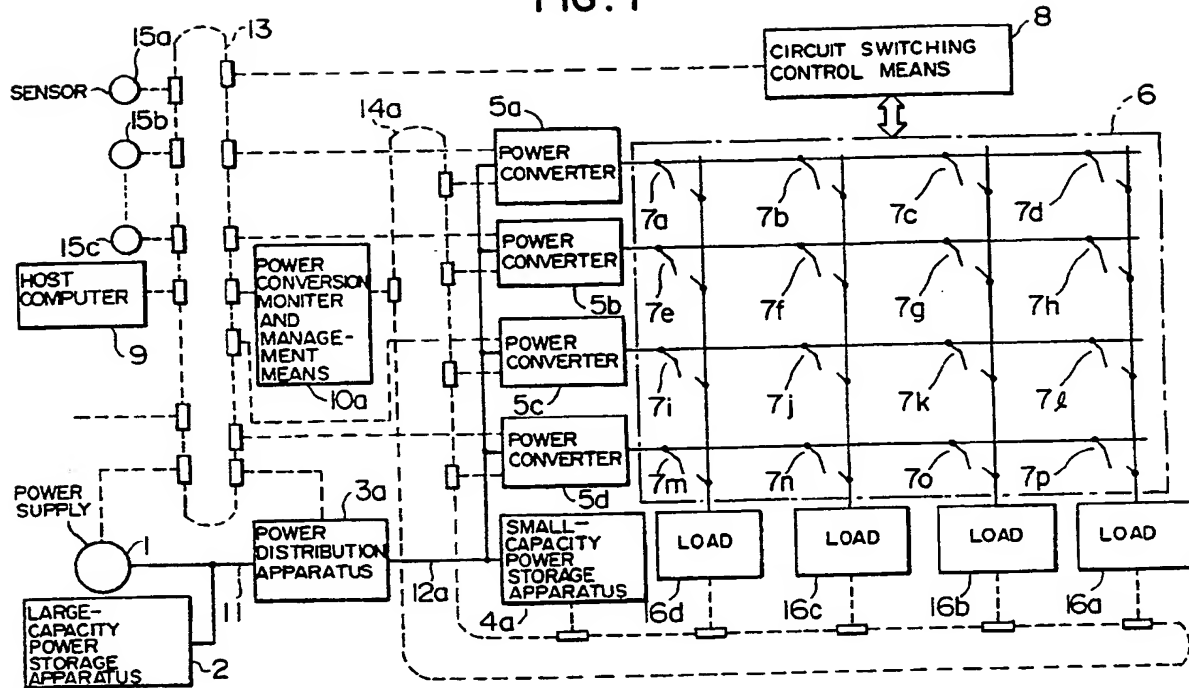 FIG. 1
15a
13
8
CIRCUIT SWITCHING
CONTROL MEANS
SENSOR
15b
14a
5a
6
POWER
CONVERTER
7a
7b
7c
7d
15c
HOST
COMPUTER
9
POWER
CONVERSION
MONITER
AND
MANAGE-
MENT
MEANS
10a
POWER
CONVERTER
5b
7e
7f
7g
7h
POWER
CONVERTER
5c
7i
7j
7k
7l
POWER
CONVERTER
5d
7m
7n
7o
7p
POWER
SUPPLY
1
11
3a
POWER
DISTRIBUTION
APPARATUS
12a
SMALL-
CAPACITY
POWER
STORAGE
APPARATUS
4a
LOAD
LOAD
LOAD
LOAD
16d
16c
16b
16a
LARGE-
CAPACITY
POWER
STORAGE
APPARATUS
2